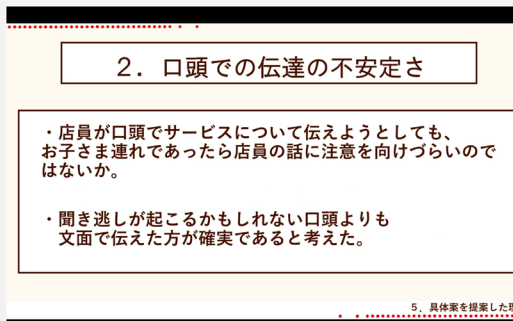 2．口頭での伝達の不安定さ
・店員が口頭でサービスについて伝えようとしても、
お子さま連れであったら店員の話に注意を向けづらいので
はないか。
・聞き逃しが起こるかもしれない口頭よりも
文面で伝えた方が確実であると考えた。
5．具体案を提案した理